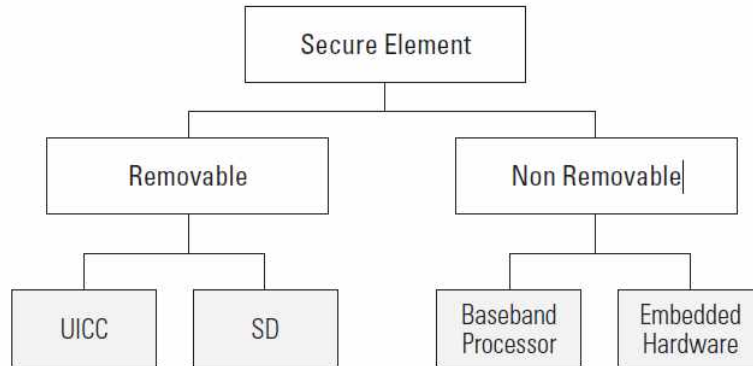 Secure Element
Removable
Non Removable
UICC
SD
Baseband
Processor
Embedded
Hardware